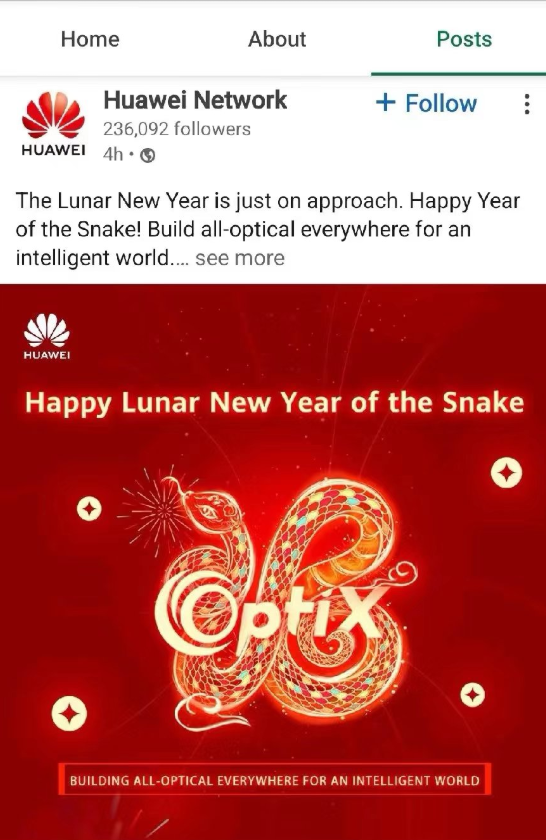 Home About Posts
Huawei Network
+ Follow
236,092 followers
4h •
HUAWEI
The Lunar New Year is just on approach. Happy Year
of the Snake! Build all-optical everywhere for an
intelligent world.... see more
HUAWEI
Happy Lunar New Year of the Snake
OptiX
BUILDING ALL-OPTICAL EVERYWHERE FOR AN INTELLIGENT WORLD